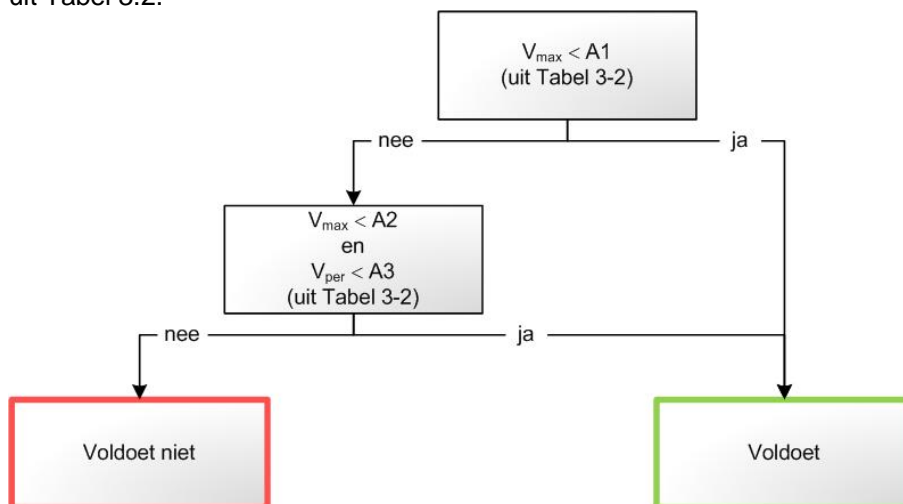 uit Tabel 3.2.
Vmax < A1
(uit Tabel 3-2)
nee
ja
Vmax < A2
en
Vper < A3
(uit Tabel 3-2)
nee
ja
Voldoet niet
Voldoet